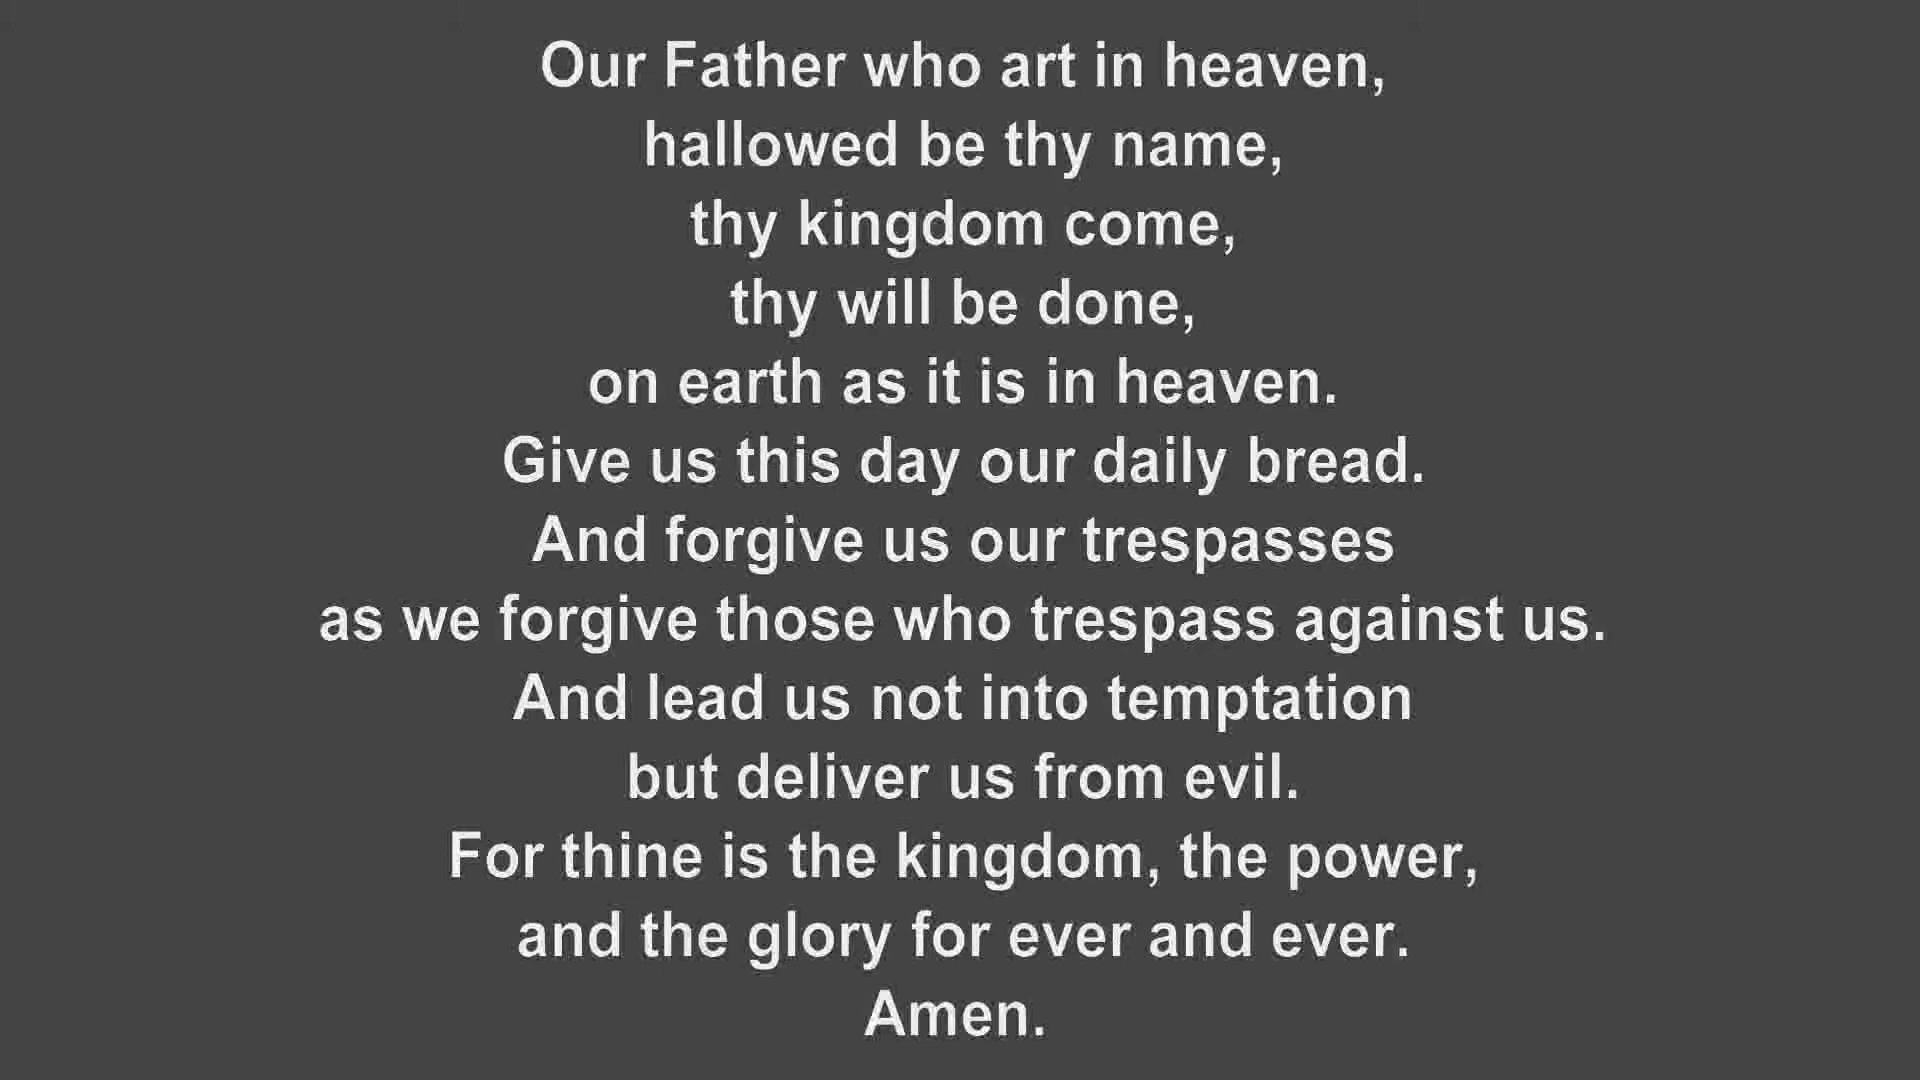 Our Father who art in heaven,
hallowed be thy name,
thy kingdom come,
thy will be done,
on earth as it is in heaven.
Give us this day our daily bread.
And forgive us our trespasses
as we forgive those who trespass against us.
And lead us not into temptation
but deliver us from evil.
For thine is the kingdom, the power,
and the glory for ever and ever.
Amen.